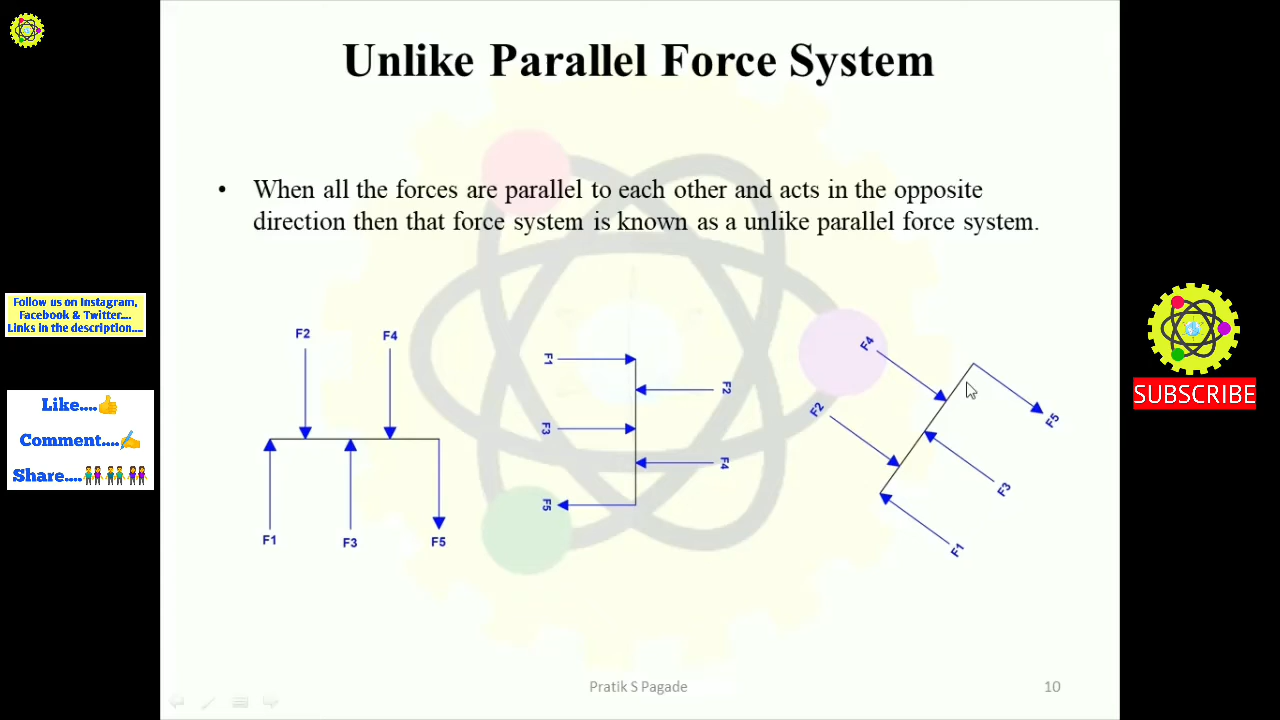 Unlike Parallel Force System
• When all the forces are parallel to each other and acts in the opposite
direction then that force system is known as a unlike parallel force system.
Follow us on Instagram,
Facebook & Twitter....
Links in the description....
Like....👍
Comment....✍
Share....👫👬👭
F2
F4
F1
F3
F5
F1
F2
F3
F4
F5
F4
F2
F5
F3
F1
SUBSCRIBE
Pratik S Pagade
10